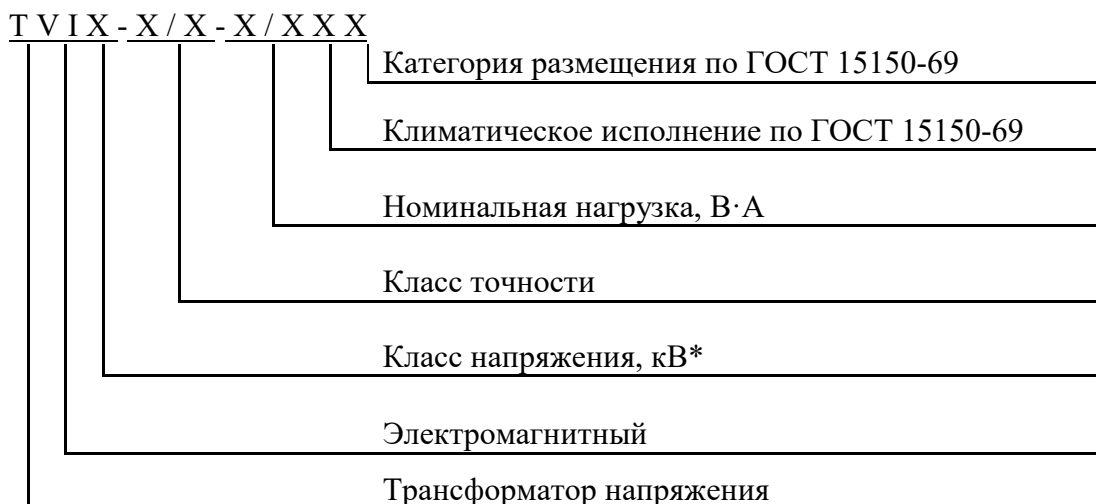 T V I X - X / X - X / X X X
Категория размещения по ГОСТ 15150-69
Климатическое исполнение по ГОСТ 15150-69
Номинальная нагрузка, В·А
Класс точности
Класс напряжения, кВ*
Электромагнитный
Трансформатор напряжения